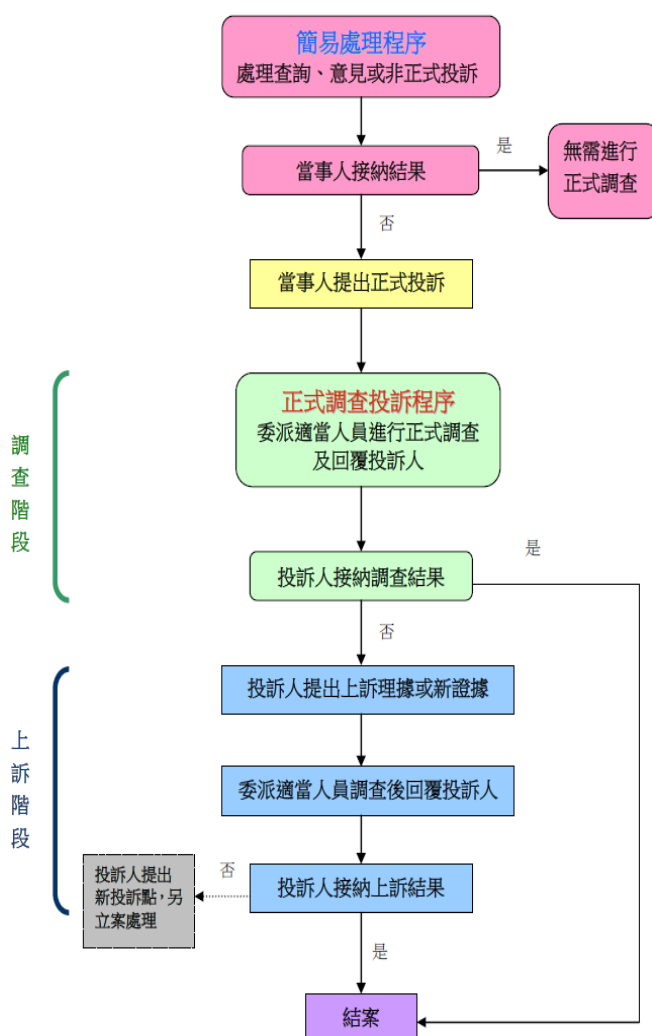 簡易處理程序
處理查詢、意見或非正式投訴
是
當事人接納結果
無需進行
正式調查
否
當事人提出正式投訴
調查階段
正式調查投訴程序
委派適當人員進行正式調查
及回覆投訴人
是
投訴人接納調查結果
否
上訴階段
投訴人提出上訴理據或新證據
委派適當人員調查後回覆投訴人
投訴人提出
新投訴點，另
立案處理
否
投訴人接納上訴結果
是
結案